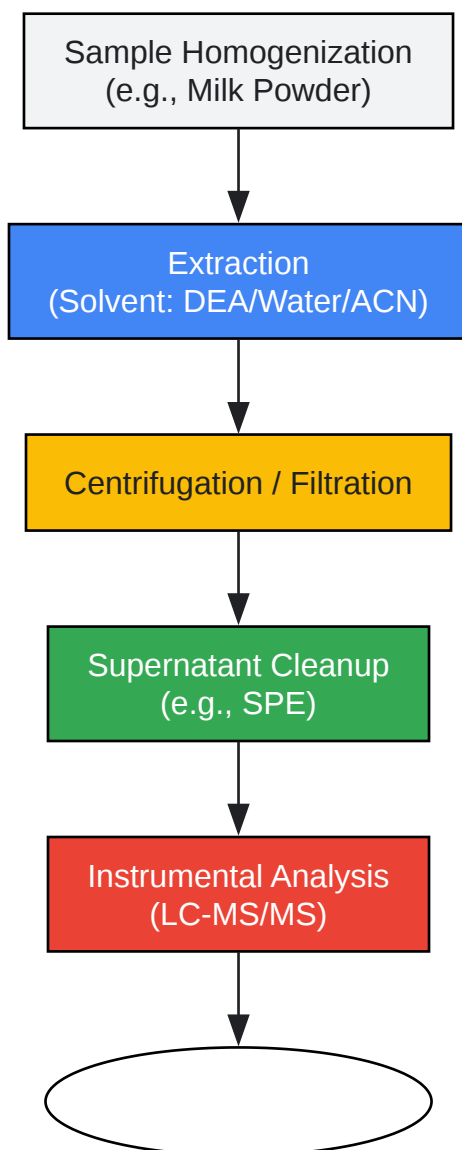 Sample Homogenization
(e.g., Milk Powder)
Extraction
(Solvent: DEA/Water/ACN)
Centrifugation / Filtration
Supernatant Cleanup
(e.g., SPE)
Instrumental Analysis
(LC-MS/MS)